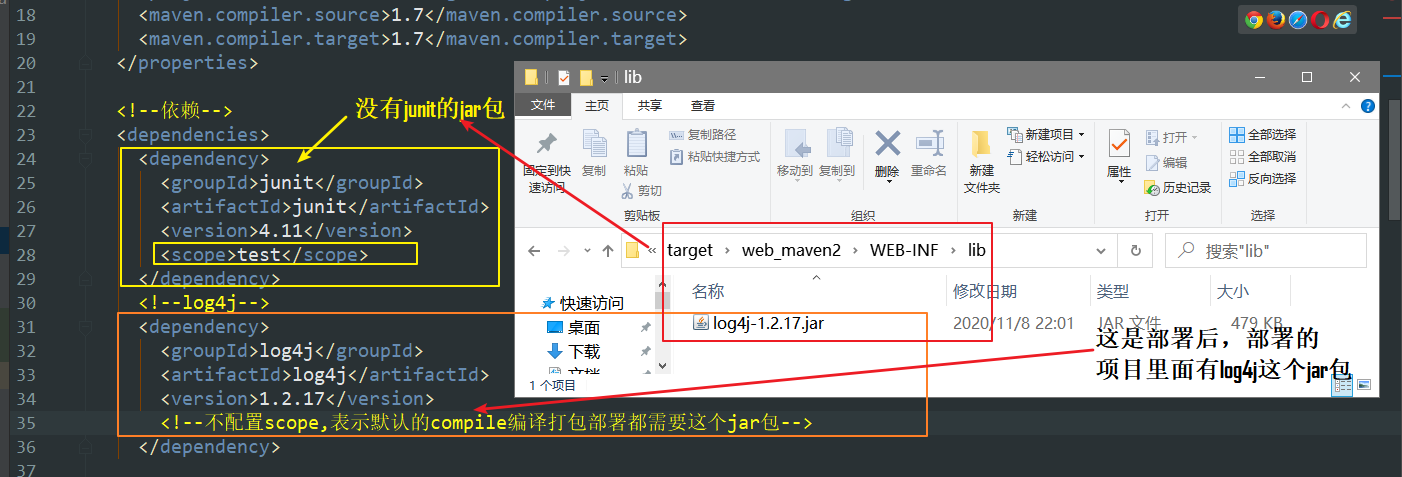 18 <maven.compiler.source>1.7</maven.compiler.source>
19 <maven.compiler.target>1.7</maven.compiler.target>
20 </properties>
21
22 <!--依赖-->
没有junit的jar包
23 <dependencies>
24 <dependency>
25 <groupId>junit</groupId>
26 <artifactId>junit</artifactId>
27 <version>4.11</version>
28 <scope>test</scope>
29 </dependency>
30 <!--log4j-->
31 <dependency>
32 <groupId>log4j</groupId>
33 <artifactId>log4j</artifactId>
34 <version>1.2.17</version>
35 <!--不配置scope,表示默认的compile编译打包部署都需要这个jar包-->
36 </dependency>
37
lib
文件 主页 共享 查看
固定到快速访问
复制
粘贴
复制路径
粘贴快捷方式
剪切
剪贴板
移动到
复制到
删除
重命名
组织
新建文件夹
新建项目
轻松访问
新建
属性
打开
编辑
历史记录
打开
全部选择
全部取消
反向选择
选择
« target › web_maven2 › WEB-INF › lib
搜索"lib"
快速访问
桌面
下载
名称 修改日期 类型 大小
log4j-1.2.17.jar 2020/11/8 22:01 JAR 文件 479 KB
1 个项目
这是部署后，部署的
项目里面有log4j这个jar包